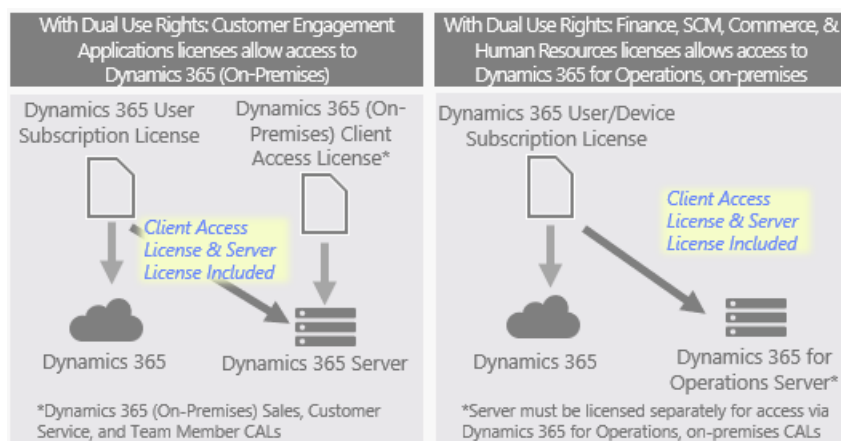 With Dual Use Rights: Customer Engagement
Applications licenses allow access to
Dynamics 365 (On-Premises)
Dynamics 365 User
Subscription License
Dynamics 365 (On-
Premises) Client
Access License*
Client Access
License & Server
License Included
Dynamics 365
Dynamics 365 Server
*Dynamics 365 (On-Premises) Sales, Customer
Service, and Team Member CALs
With Dual Use Rights: Finance, SCM, Commerce, &
Human Resources licenses allows access to
Dynamics 365 for Operations, on-premises
Dynamics 365 User/Device
Subscription License
Client Access
License & Server
License Included
Dynamics 365
Dynamics 365 for
Operations Server*
*Server must be licensed separately for access via
Dynamics 365 for Operations, on-premises CALs